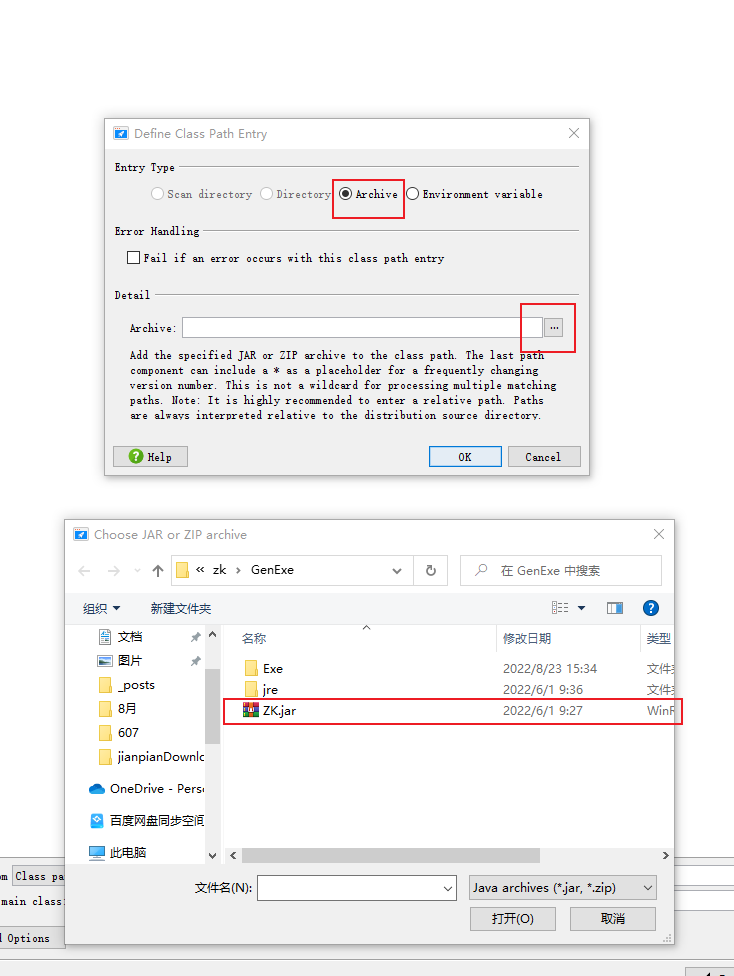 Define Class Path Entry
Entry Type
Scan directory Directory Archive Environment variable
Error Handling
Fail if an error occurs with this class path entry
Detail
Archive: ...
Add the specified JAR or ZIP archive to the class path. The last path
component can include a * as a placeholder for a frequently changing
version number. This is not a wildcard for processing multiple matching
paths. Note: It is highly recommended to enter a relative path. Paths
are always interpreted relative to the distribution source directory.
Help OK Cancel
Choose JAR or ZIP archive
« zk › GenExe 在 GenExe 中搜索
组织 新建文件夹
文档 名称 修改日期 类型
图片
Exe 2022/8/23 15:34 文件夹
_posts
jre 2022/6/1 9:36 文件夹
8月
ZK.jar 2022/6/1 9:27 WinR
607
jianpianDownlo
OneDrive - Perso
百度网盘同步空间
此电脑
om Class pa
文件名(N): Java archives (*.jar, *.zip)
main class:
打开(O) 取消
d Options